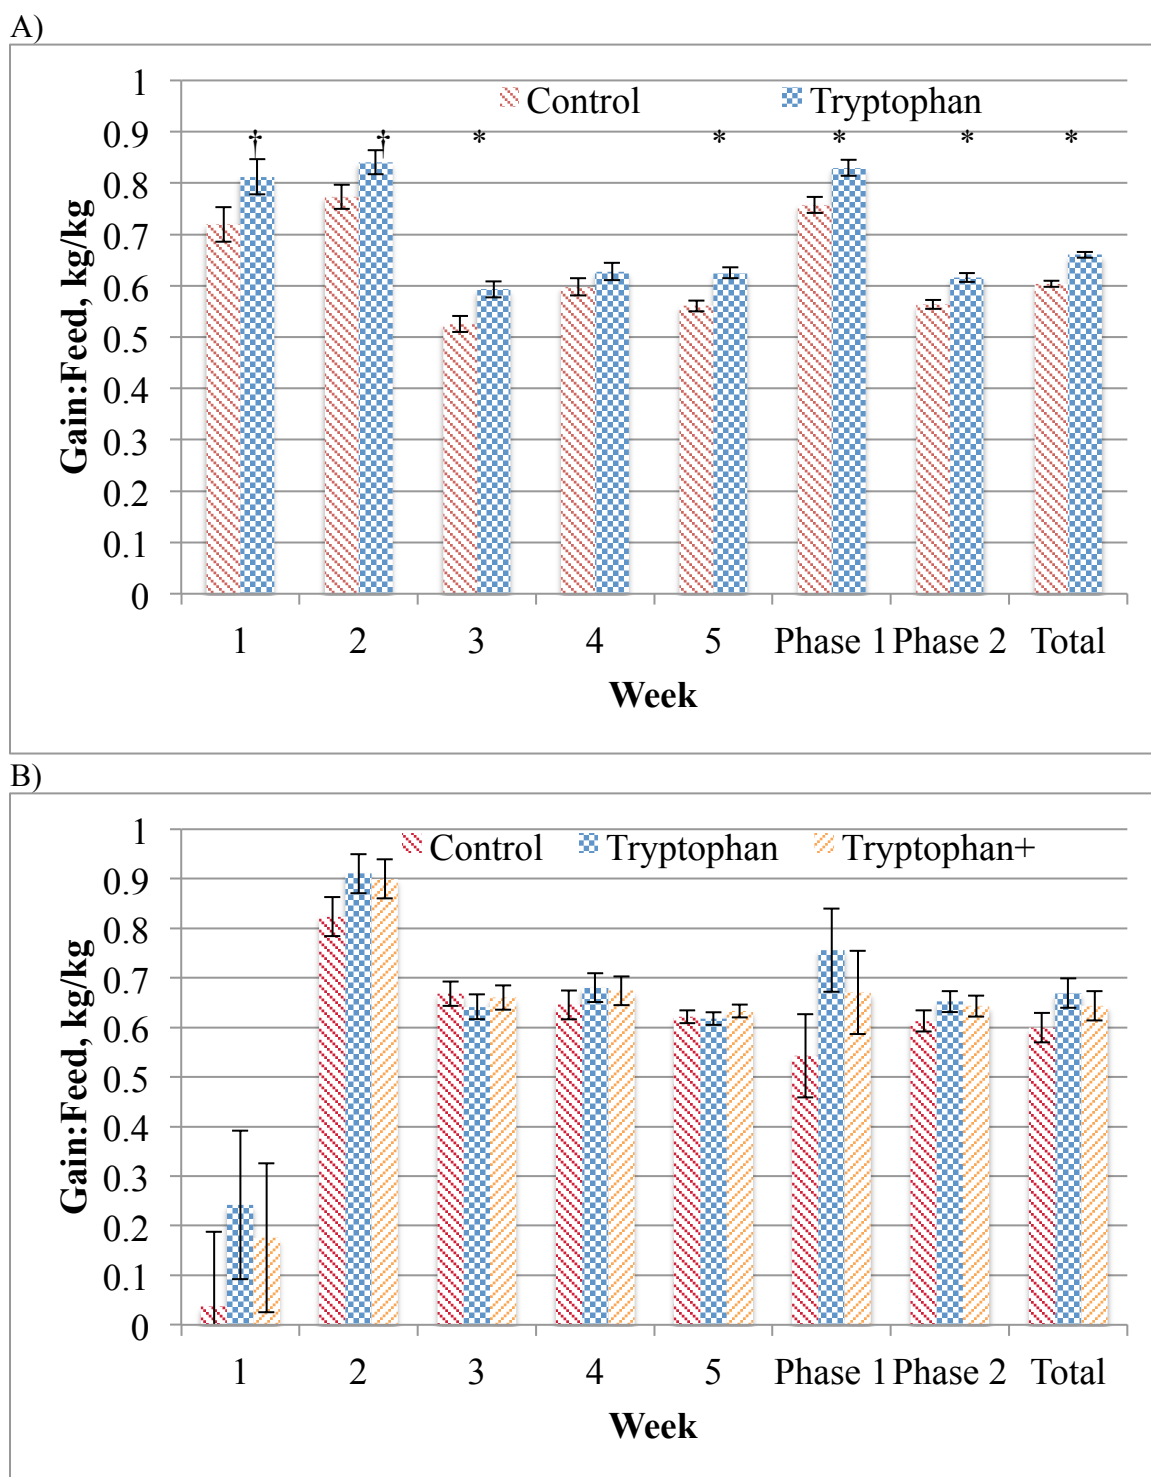 A)
1
Control Tryptophan
0.9
† † * * * * *
0.8
0.7
0.6
0.5
0.4
0.3
0.2
0.1
0
Gain:Feed, kg/kg
1 2 3 4 5 Phase 1 Phase 2 Total
Week
B)
1
Control Tryptophan Tryptophan+
0.9
0.8
0.7
0.6
0.5
0.4
0.3
0.2
0.1
0
Gain:Feed, kg/kg
1 2 3 4 5 Phase 1 Phase 2 Total
Week